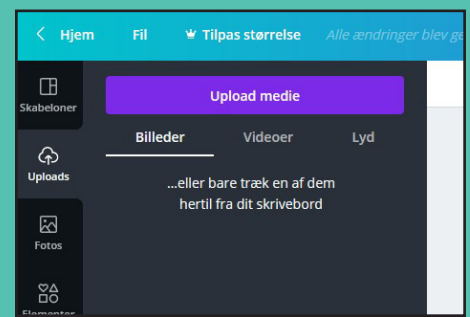 Hjem Fil Tilpas størrelse Alle ændringer blev
Skabeloner
Upload medie
Billeder Videoer Lyd
Uploads
...eller bare træk en af dem
hertil fra dit skrivebord
Fotos
Elementer